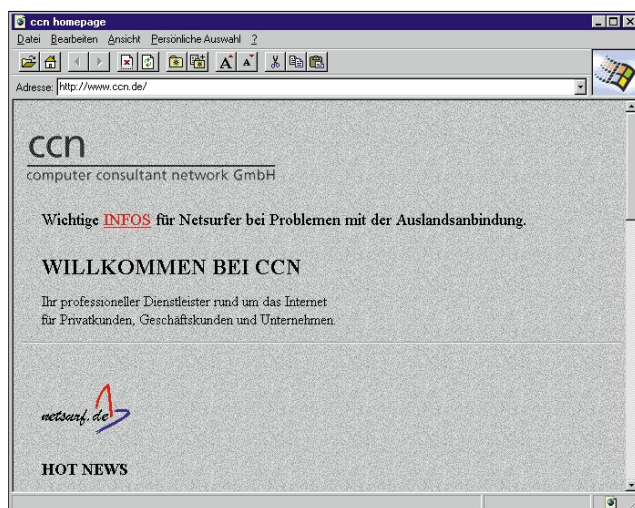 ccn homepage
Datei Bearbeiten Ansicht Persönliche Auswahl ?
A A
Adresse: http://www.ccn.de/
ccn
computer consultant network GmbH
Wichtige INFOS für Netsurfer bei Problemen mit der Auslandsanbindung.
WILLKOMMEN BEI CCN
Ihr professioneller Dienstleister rund um das Internet
für Privatkunden, Geschäftskunden und Unternehmen.
netsurf.de
HOT NEWS